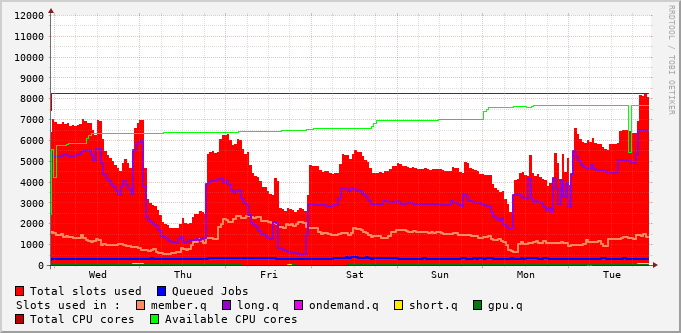 RRDTOOL / TOBI OETIKER
12000
11000
10000
9000
8000
7000
6000
5000
4000
3000
2000
1000
0
Wed Thu Fri Sat Sun Mon Tue
Total slots used Queued Jobs
Slots used in : member.q long.q ondemand.q short.q gpu.q
Total CPU cores Available CPU cores